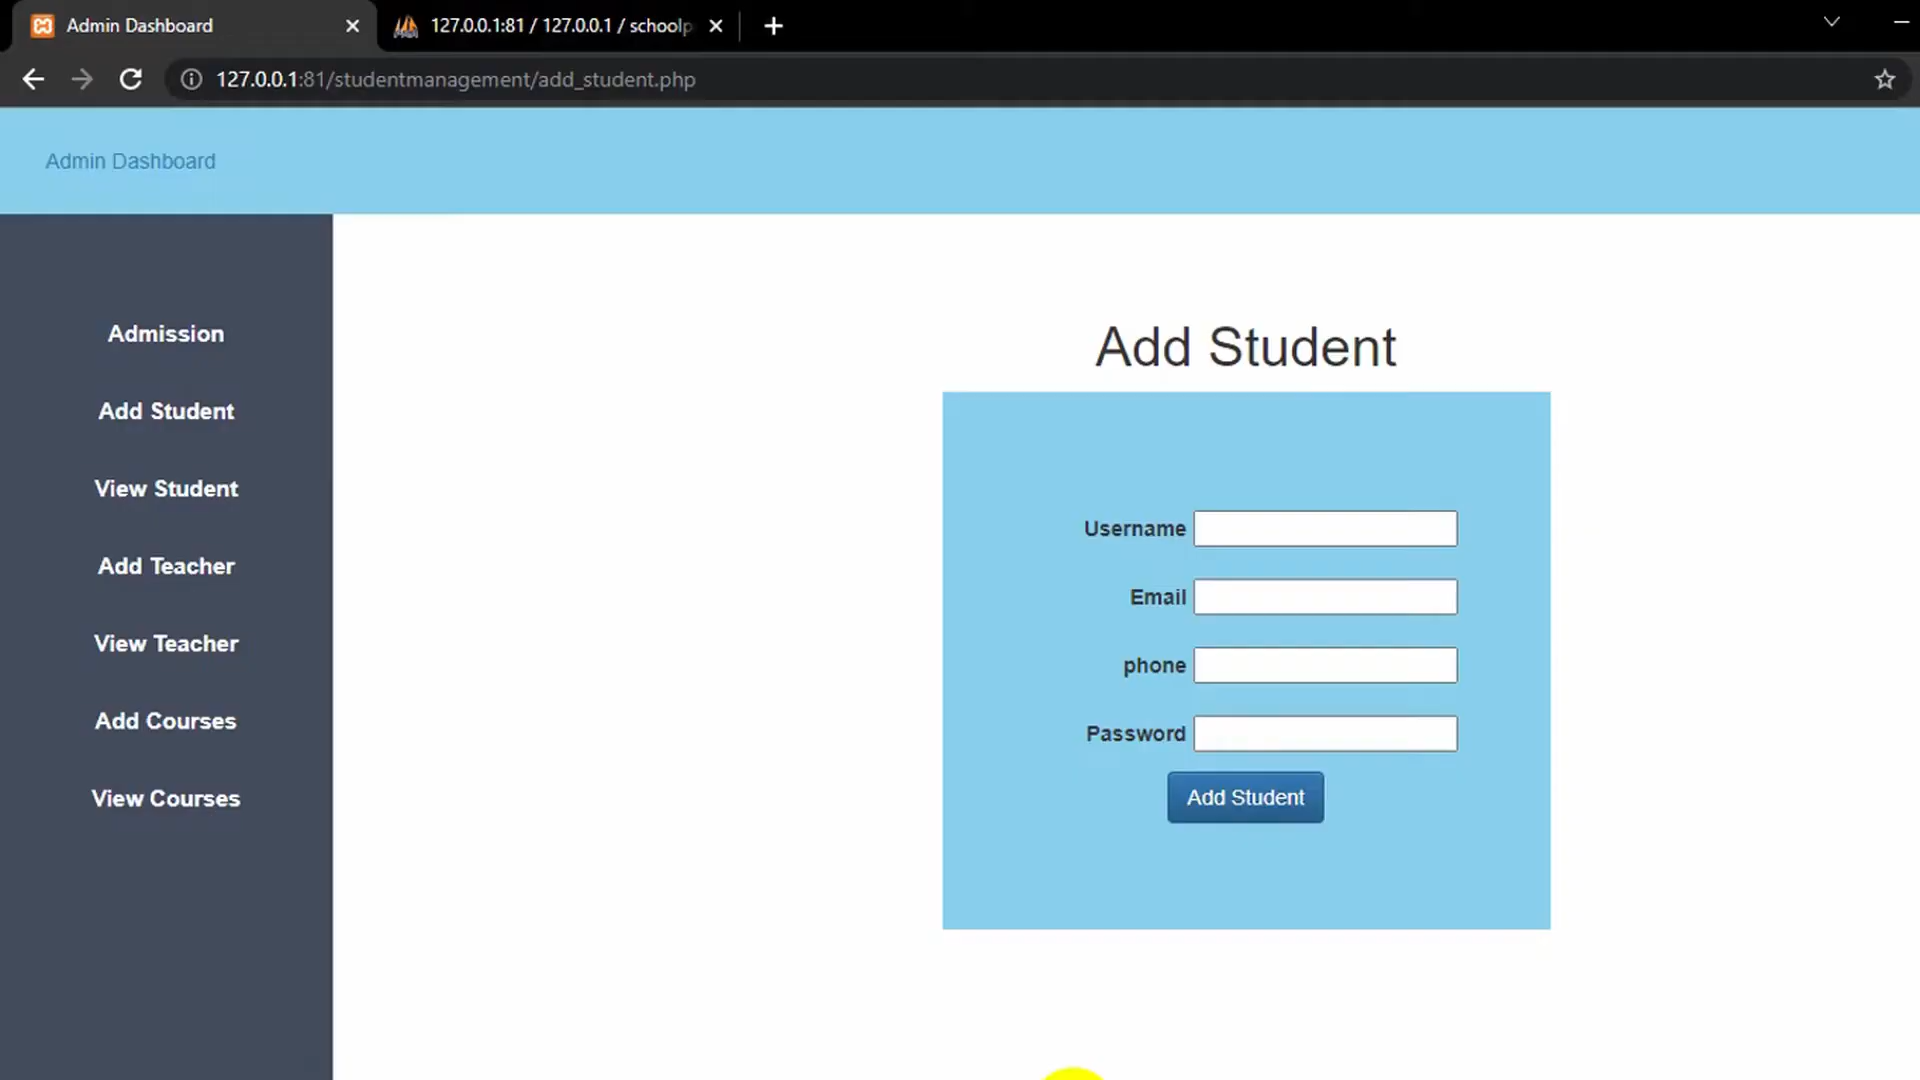 Admin Dashboard
127.0.0.1:81 / 127.0.0.1 / schoolp
127.0.0.1:81/studentmanagement/add_student.php
Admin Dashboard
Admission
Add Student
View Student
Add Teacher
View Teacher
Add Courses
View Courses
Add Student
Username
Email
phone
Password
Add Student